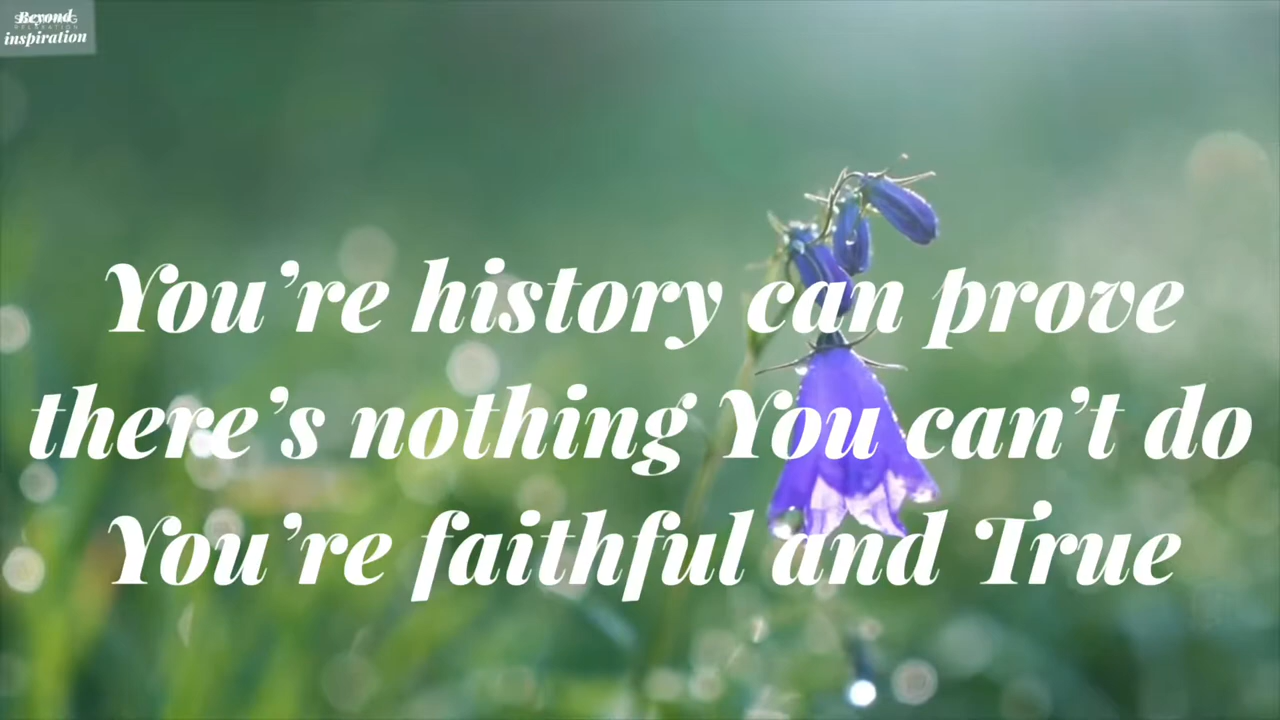 Beyond
inspiration
You’re history can prove
there’s nothing You can’t do
You’re faithful and True